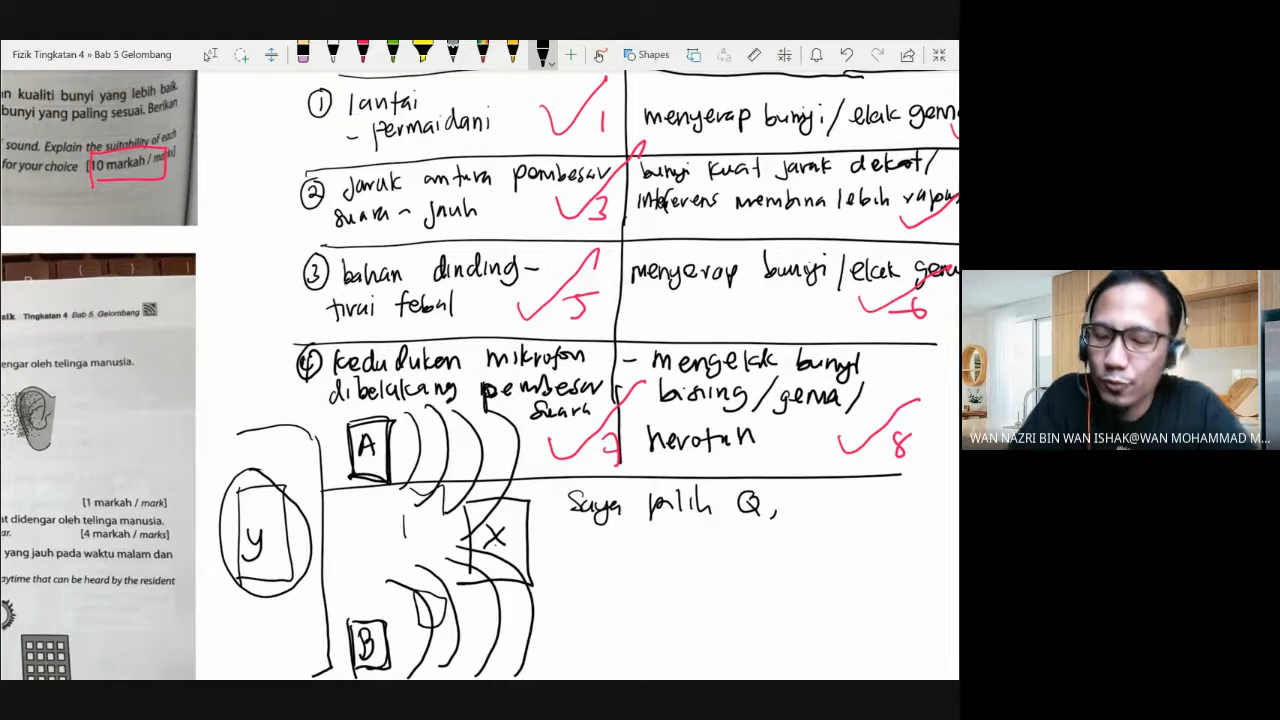 Fizik Tingkatan 4 » Bab 5 Gelombang
Shapes
n kualiti bunyi yang lebih baik.
bunyi yang paling sesuai. Berikan
sound. Explain the suitability of each
for your choice [10 markah / marks]
zik Tingkatan 4 Bab 5 Gelombang
engar oleh telinga manusia.
[1 markah / mark]
at didengar oleh telinga manusia.
ar. [4 markah / marks]
yang jauh pada waktu malam dan
aytime that can be heard by the resident
① lantai
- permaidani
1
menyerap bunyi / elak gema
② Jarak antara pembesar
suara - jauh
3
bunyi kuat jarak dekat /
interferens membina lebih rapa
③ bahan dinding -
tirai tebal
5
menyerap bunyi / elak gema
6
④ kedudukan mikrofon
dibelakang pembesar
suara
7
- mengelak bunyi
bising / gema /
herotan
8
A
y
X
B
Saya pilih Q,
WAN NAZRI BIN WAN ISHAK@WAN MOHAMMAD M...